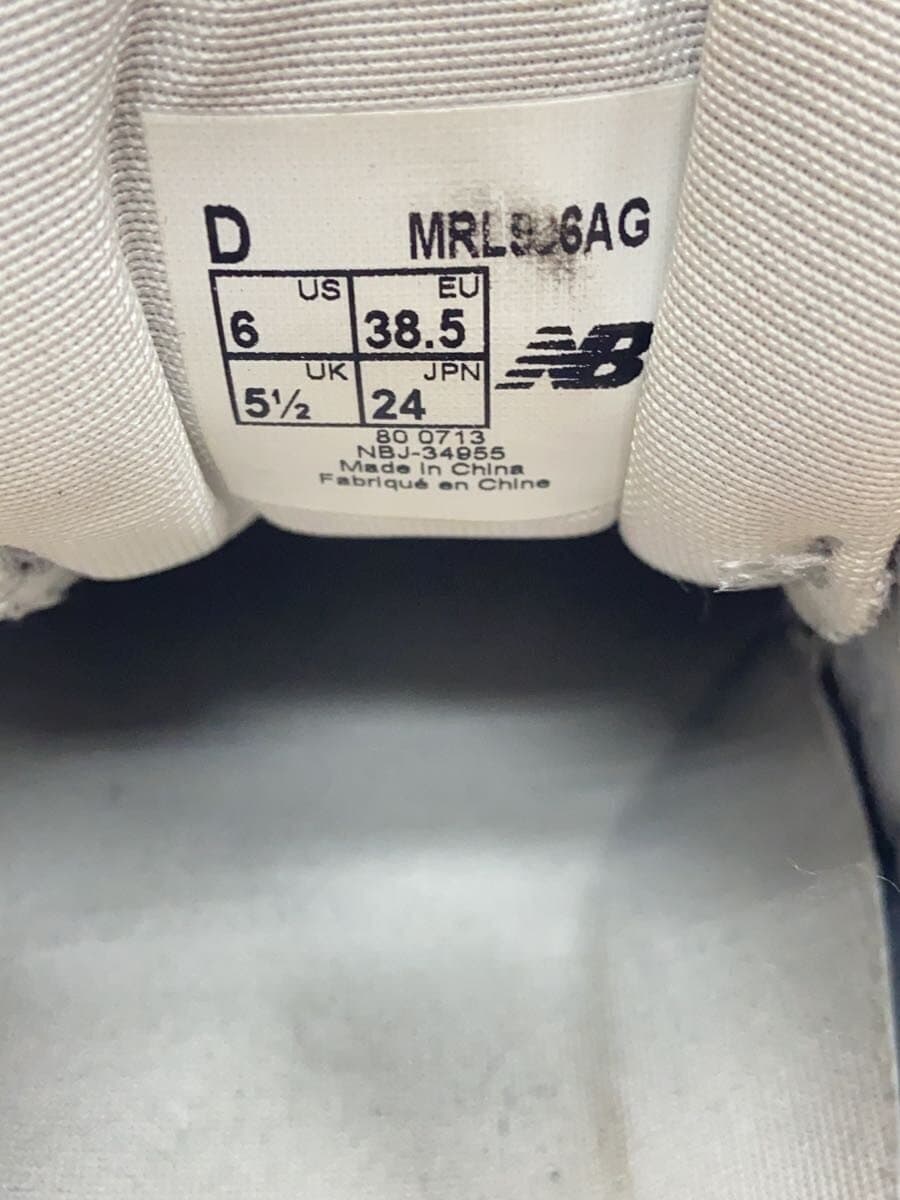 D
US
6
EU
38.5
UK
5½
JPN
24
NB
80 0713
NBJ-34955
Made in China
Fabriqué en Chine